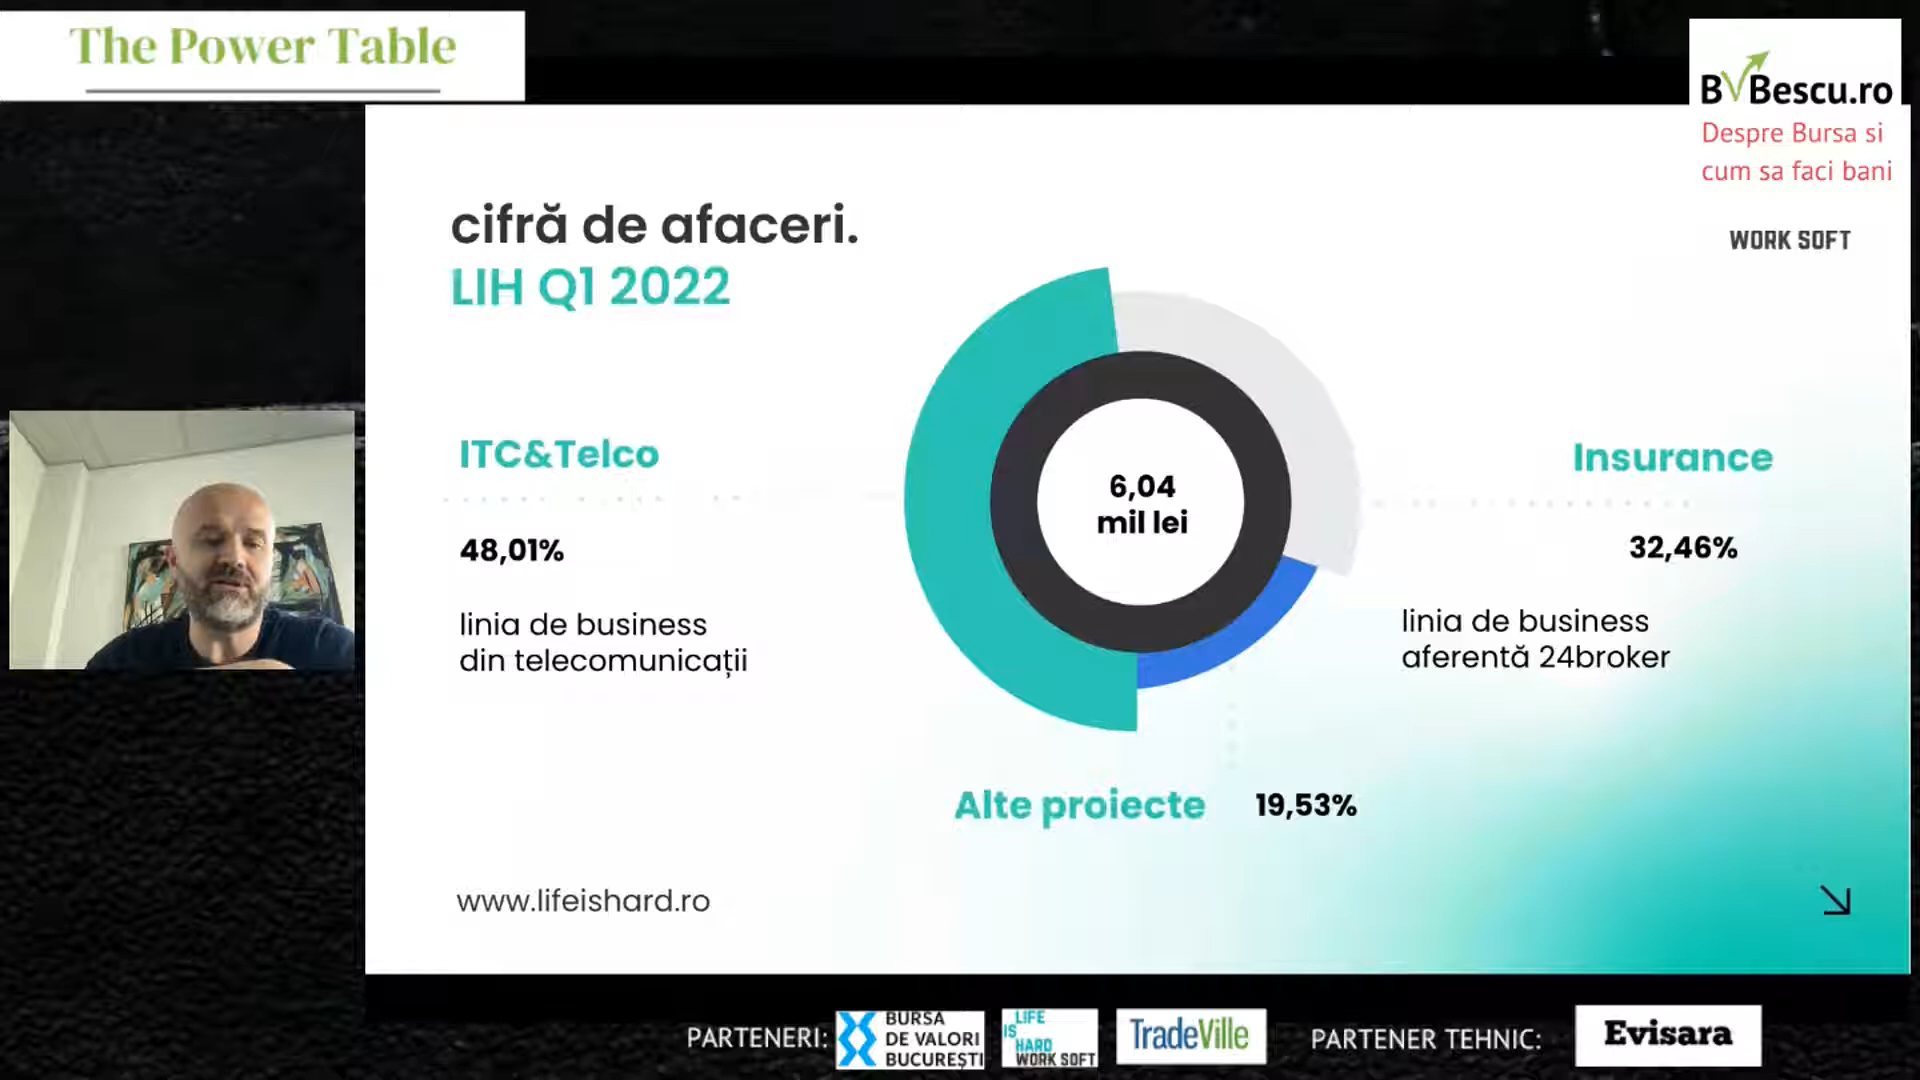 The Power Table
BVBescu.ro
Despre Bursa si
cum sa faci bani
WORK SOFT
cifră de afaceri.
LIH Q1 2022
ITC&Telco
48,01%
linia de business
din telecomunicații
6,04
mil lei
Insurance
32,46%
linia de business
aferentă 24broker
Alte proiecte 19,53%
www.lifeishard.ro
PARTENERI:
BURSA
DE VALORI
BUCUREȘTI
LIFE
IS
HARD
WORK SOFT
TradeVille
PARTENER TEHNIC:
Evisara